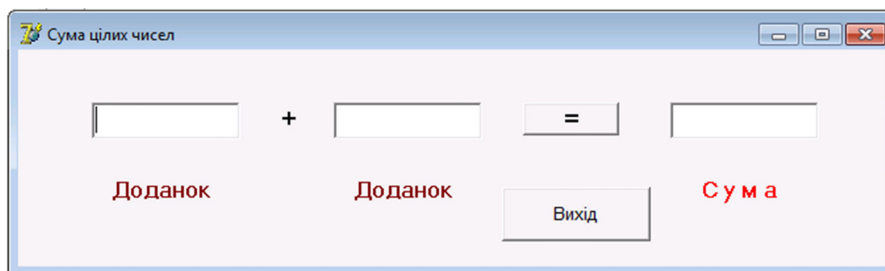 Сума цілих чисел
+ =
Доданок Доданок С у м а
Вихід